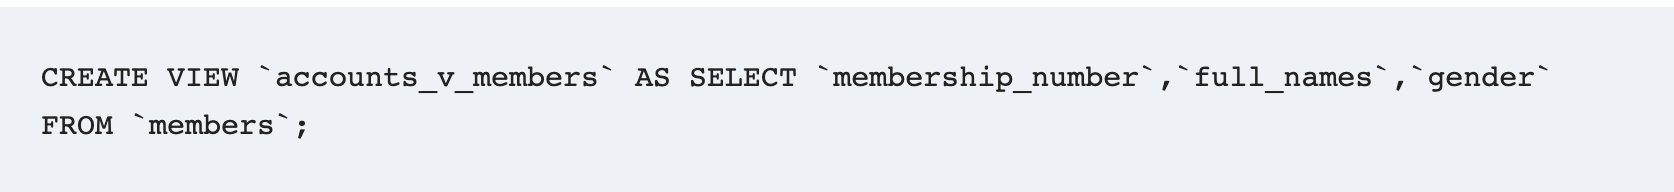 CREATE VIEW `accounts_v_members` AS SELECT `membership_number`,`full_names`,`gender`
FROM `members`;